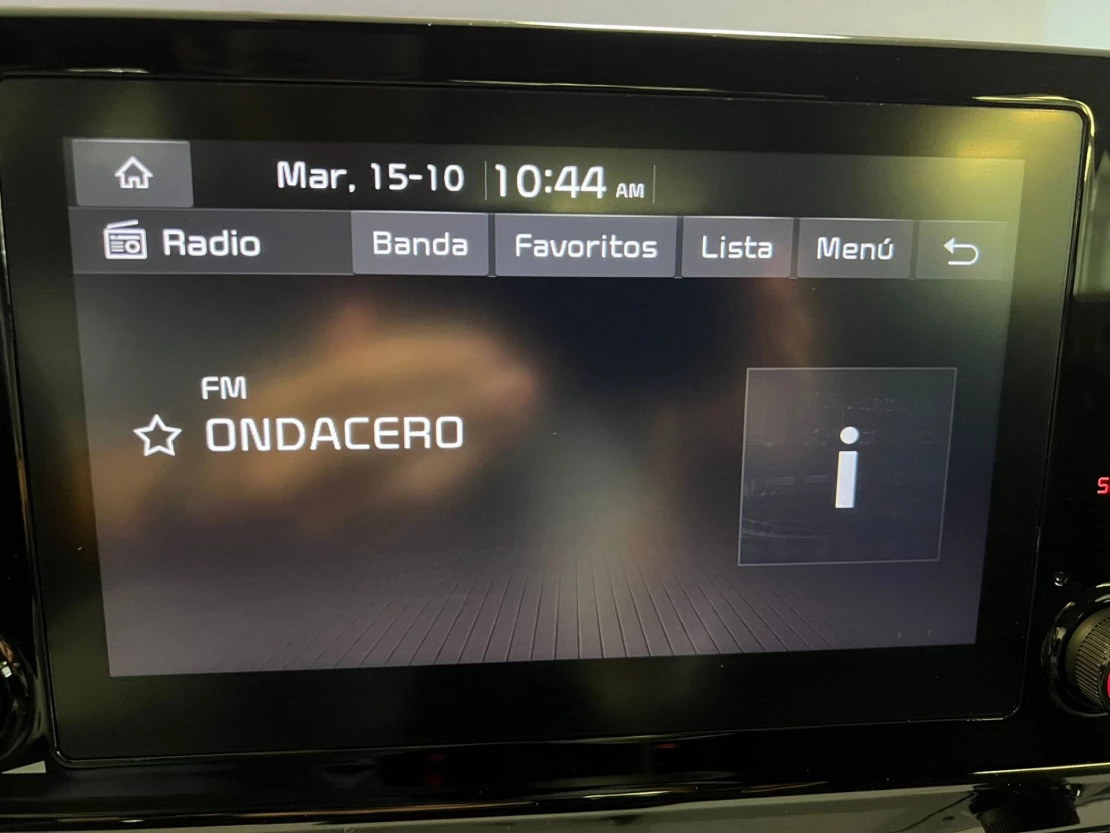 Mar, 15-10 10:44 AM
Radio Banda Favoritos Lista Menú
FM
ONDACERO
i